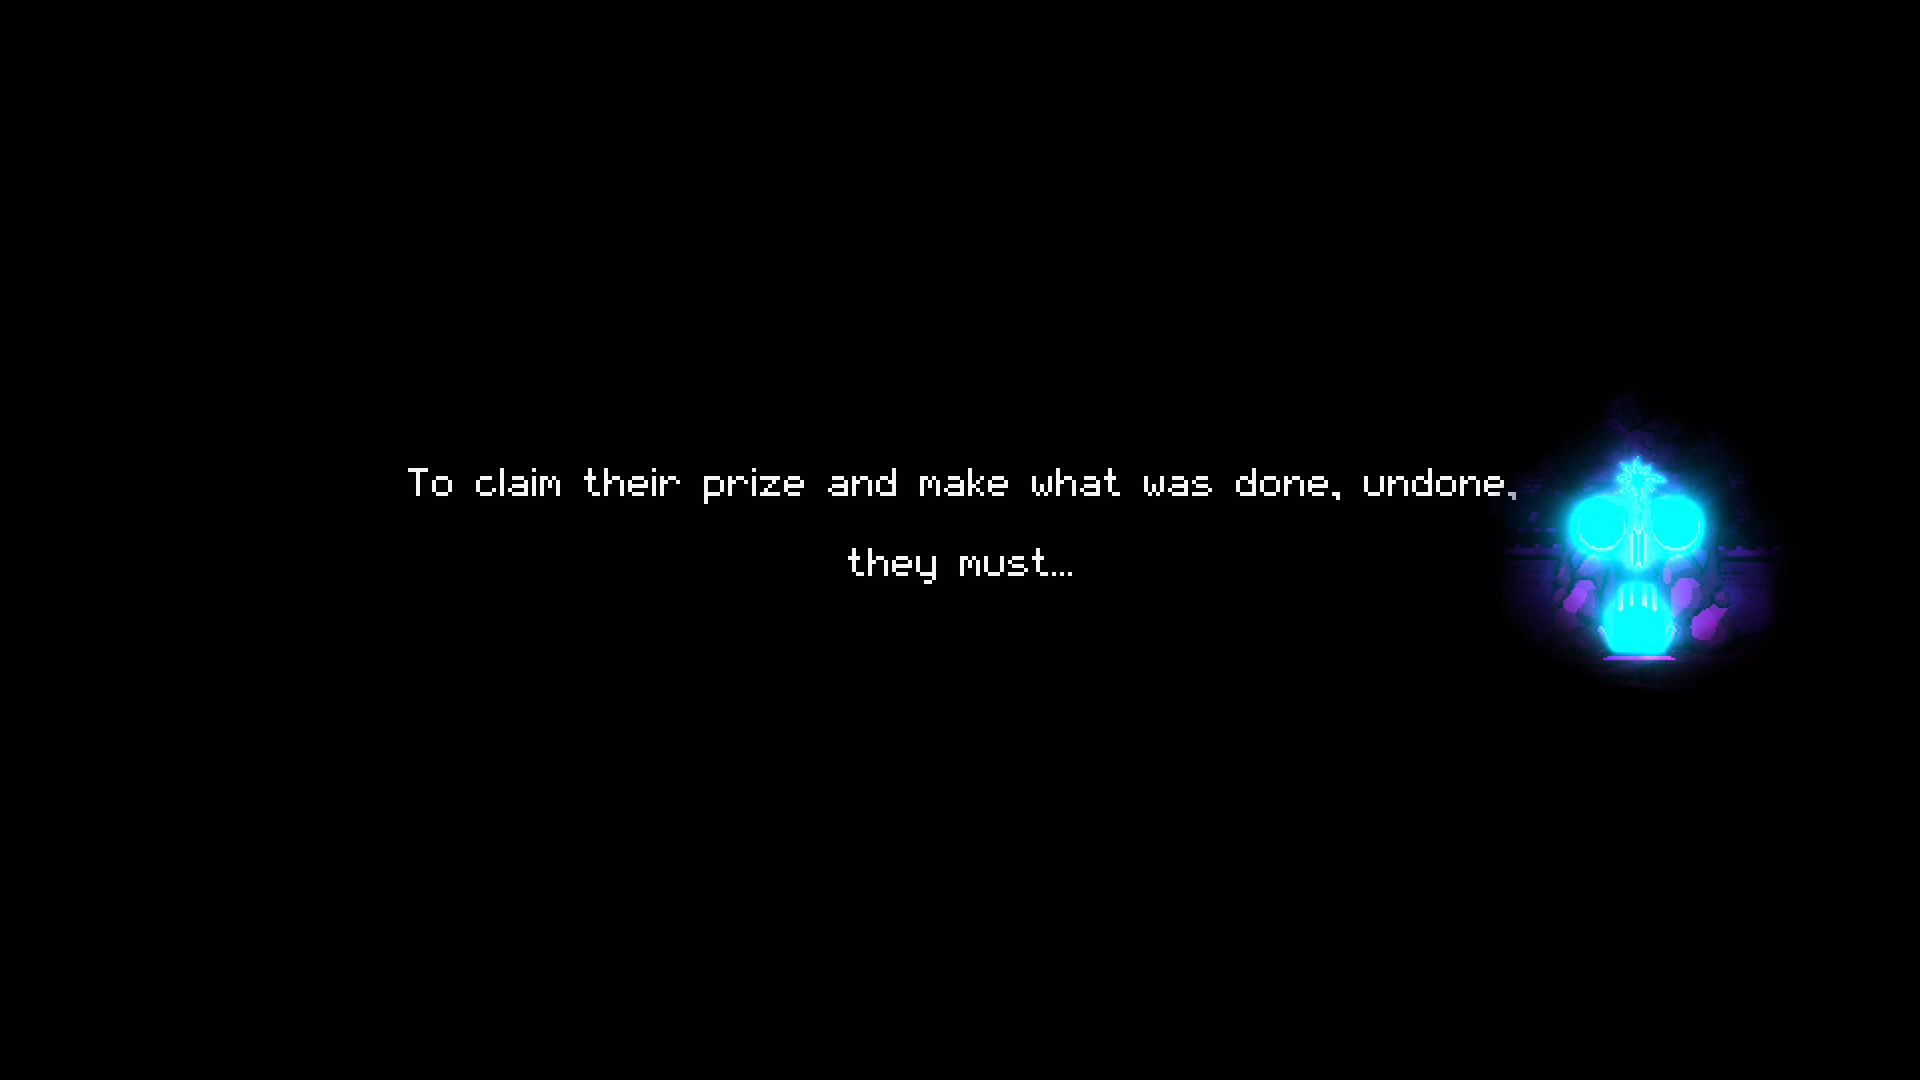 To claim their prize and make what was done, undone,
they must...